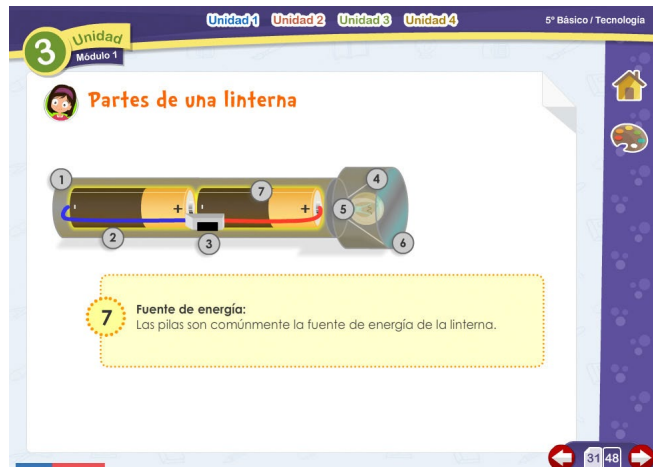 Unidad 1 Unidad 2 Unidad 3 Unidad 4
5º Básico / Tecnología
3 Unidad
Módulo 1
Partes de una linterna
1
4
7
- + - +
5
2
3
6
7
Fuente de energía:
Las pilas son comúnmente la fuente de energía de la linterna.
31 48